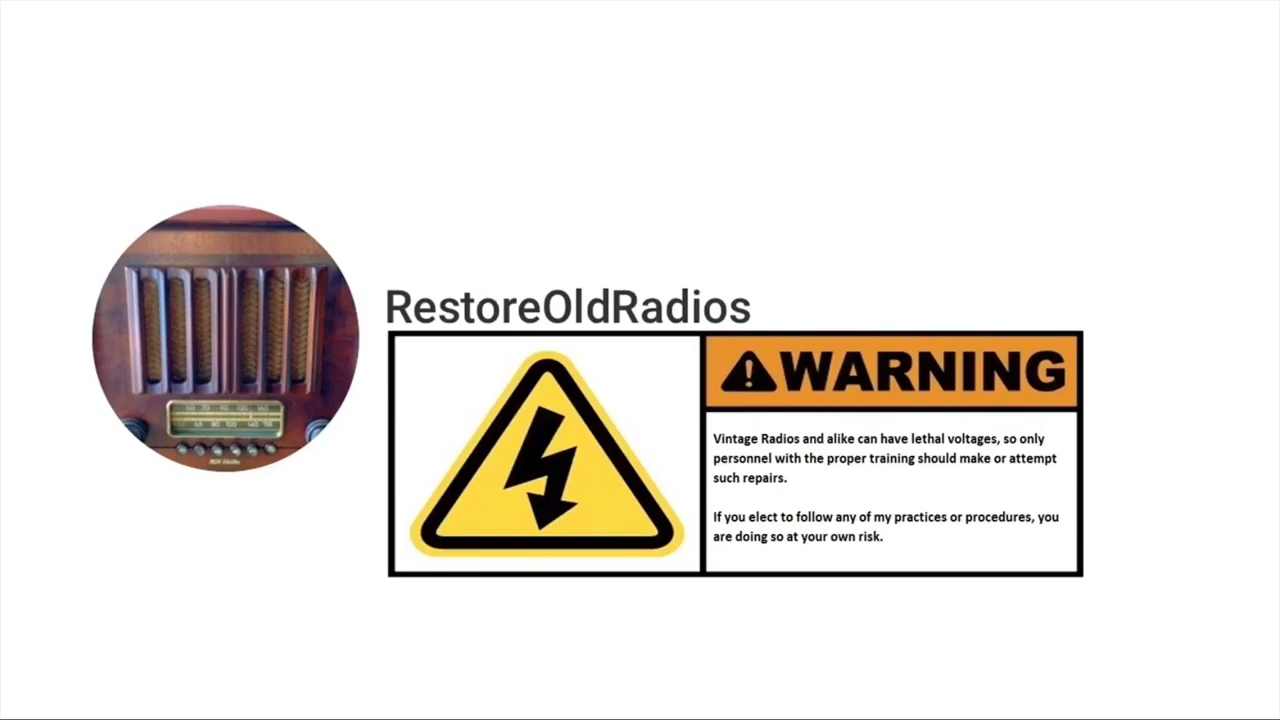 RestoreOldRadios
WARNING
Vintage Radios and alike can have lethal voltages, so only
personnel with the proper training should make or attempt
such repairs.
If you elect to follow any of my practices or procedures, you
are doing so at your own risk.